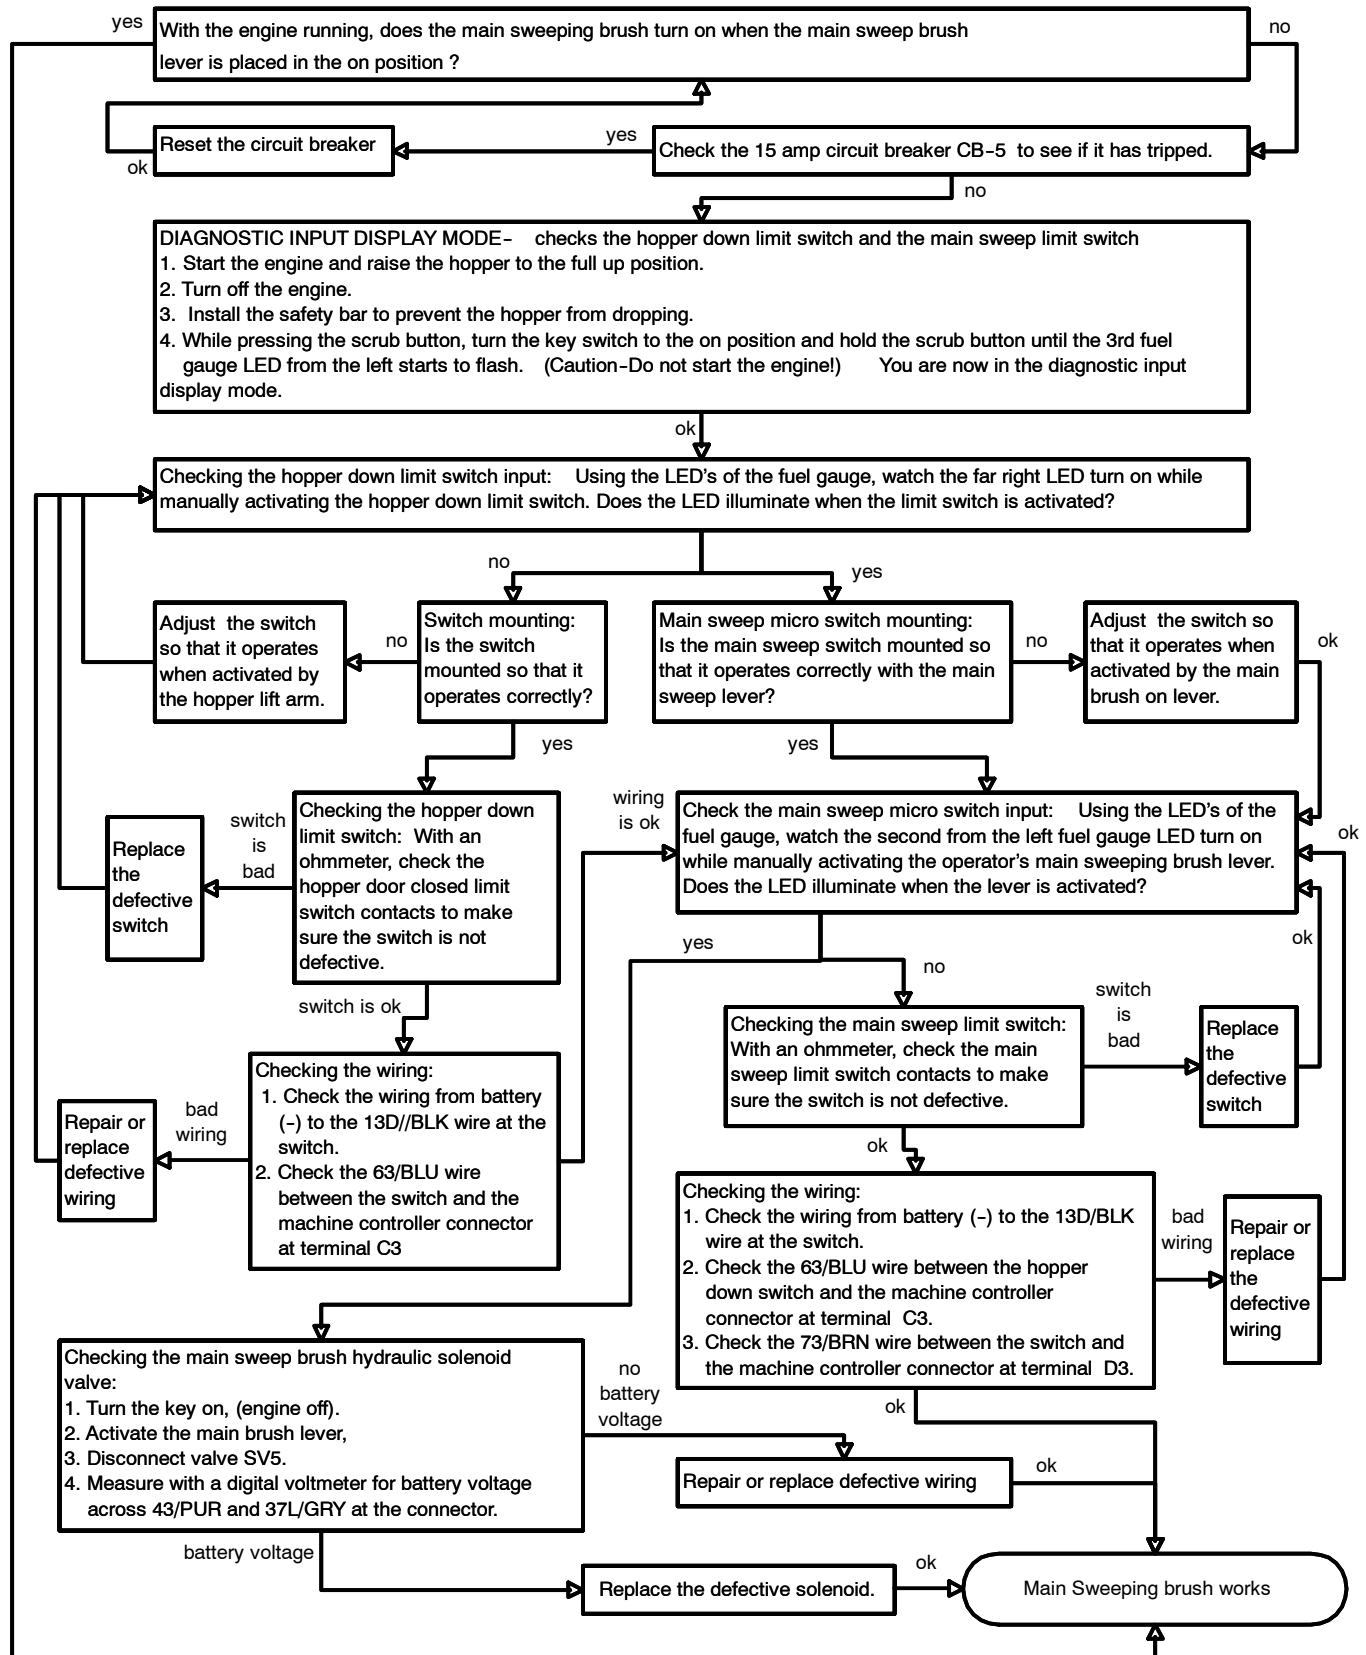 yes
With the engine running, does the main sweeping brush turn on when the main sweep brush
lever is placed in the on position ?
no
Reset the circuit breaker
ok
yes
Check the 15 amp circuit breaker CB-5 to see if it has tripped.
no
DIAGNOSTIC INPUT DISPLAY MODE- checks the hopper down limit switch and the main sweep limit switch
1. Start the engine and raise the hopper to the full up position.
2. Turn off the engine.
3. Install the safety bar to prevent the hopper from dropping.
4. While pressing the scrub button, turn the key switch to the on position and hold the scrub button until the 3rd fuel
gauge LED from the left starts to flash. (Caution-Do not start the engine!) You are now in the diagnostic input
display mode.
ok
Checking the hopper down limit switch input: Using the LED's of the fuel gauge, watch the far right LED turn on while
manually activating the hopper down limit switch. Does the LED illuminate when the limit switch is activated?
no
yes
Adjust the switch
so that it operates
when activated by
the hopper lift arm.
no
Switch mounting:
Is the switch
mounted so that it
operates correctly?
Main sweep micro switch mounting:
Is the main sweep switch mounted so
that it operates correctly with the main
sweep lever?
no
Adjust the switch so
that it operates when
activated by the main
brush on lever.
ok
yes
yes
Replace
the
defective
switch
switch
is
bad
Checking the hopper down
limit switch: With an
ohmmeter, check the
hopper door closed limit
switch contacts to make
sure the switch is not
defective.
wiring
is ok
Check the main sweep micro switch input: Using the LED's of the
fuel gauge, watch the second from the left fuel gauge LED turn on
while manually activating the operator's main sweeping brush lever.
Does the LED illuminate when the lever is activated?
ok
ok
yes
no
switch is ok
Checking the main sweep limit switch:
With an ohmmeter, check the main
sweep limit switch contacts to make
sure the switch is not defective.
switch
is
bad
Replace
the
defective
switch
Repair or
replace
defective
wiring
bad
wiring
Checking the wiring:
1. Check the wiring from battery
(-) to the 13D//BLK wire at the
switch.
2. Check the 63/BLU wire
between the switch and the
machine controller connector
at terminal C3
ok
Checking the wiring:
1. Check the wiring from battery (-) to the 13D/BLK
wire at the switch.
2. Check the 63/BLU wire between the hopper
down switch and the machine controller
connector at terminal C3.
3. Check the 73/BRN wire between the switch and
the machine controller connector at terminal D3.
bad
wiring
Repair or
replace
the
defective
wiring
Checking the main sweep brush hydraulic solenoid
valve:
1. Turn the key on, (engine off).
2. Activate the main brush lever,
3. Disconnect valve SV5.
4. Measure with a digital voltmeter for battery voltage
across 43/PUR and 37L/GRY at the connector.
no
battery
voltage
ok
Repair or replace defective wiring
ok
battery voltage
Replace the defective solenoid.
ok
Main Sweeping brush works